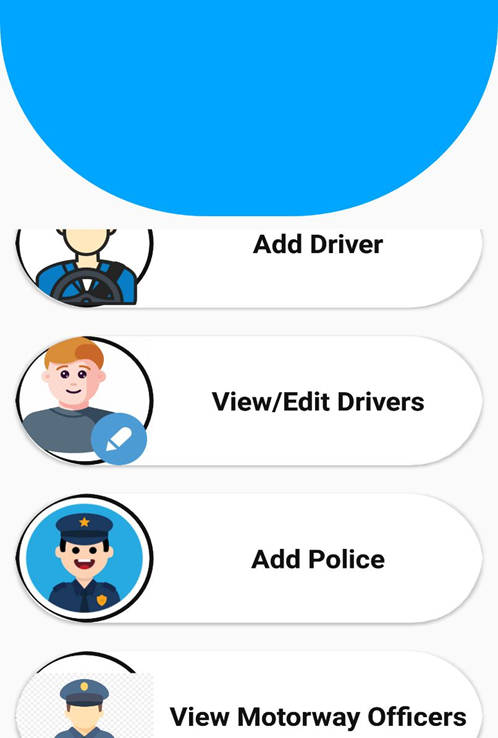 Add Driver
View/Edit Drivers
Add Police
View Motorway Officers